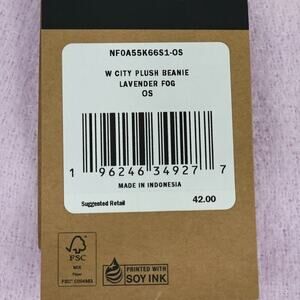 NF0A55K66S1-OS
W CITY PLUSH BEANIE
LAVENDER FOG
OS
1 96246 34927 7
MADE IN INDONESIA
Suggested Retail 42.00
FSC
MIX
Paper
PRINTED WITH
SOY INK